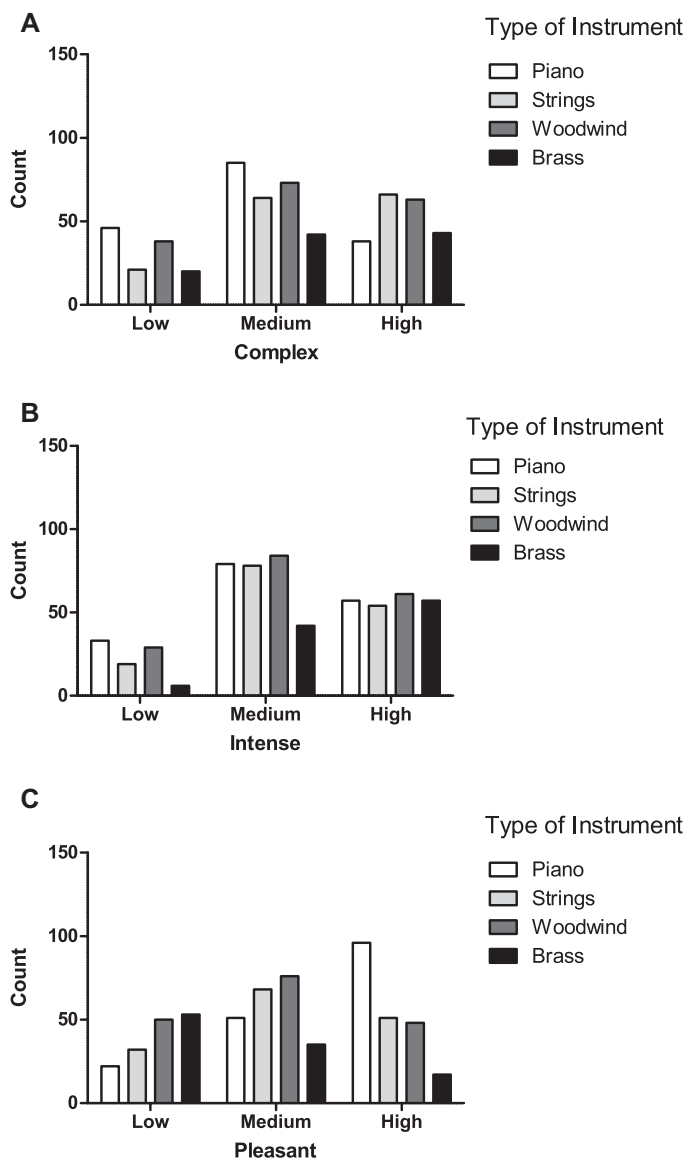 A
Type of Instrument
Piano
Strings
Woodwind
Brass
150
100
50
0
Count
Low Medium High
Complex
B
Type of Instrument
Piano
Strings
Woodwind
Brass
150
100
50
0
Count
Low Medium High
Intense
C
Type of Instrument
Piano
Strings
Woodwind
Brass
150
100
50
0
Count
Low Medium High
Pleasant